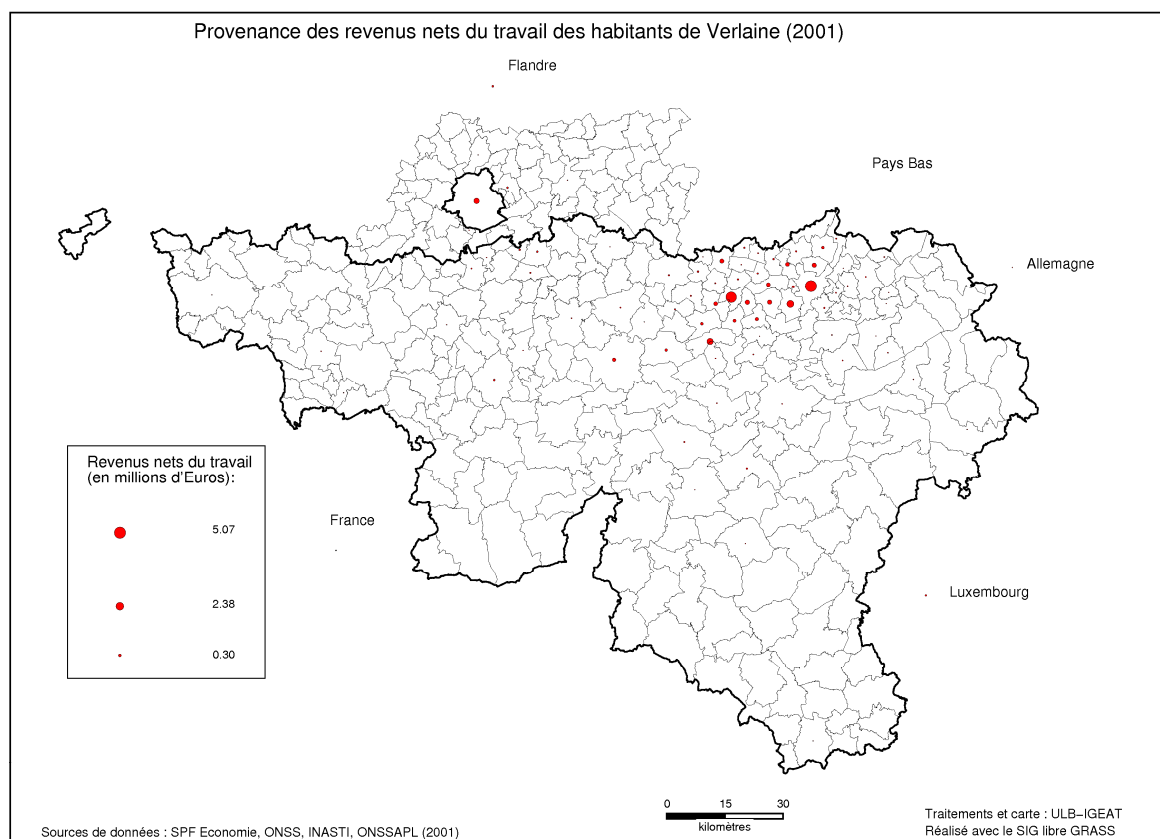 Provenance des revenus nets du travail des habitants de Verlaine (2001)
Flandre
Pays Bas
Allemagne
Revenus nets du travail
(en millions d'Euros):
5.07
2.38
0.30
France
Luxembourg
0 15 30
kilomètres
Sources de données : SPF Economie, ONSS, INASTI, ONSSAPL (2001)
Traitements et carte : ULB-IGEAT
Réalisé avec le SIG libre GRASS